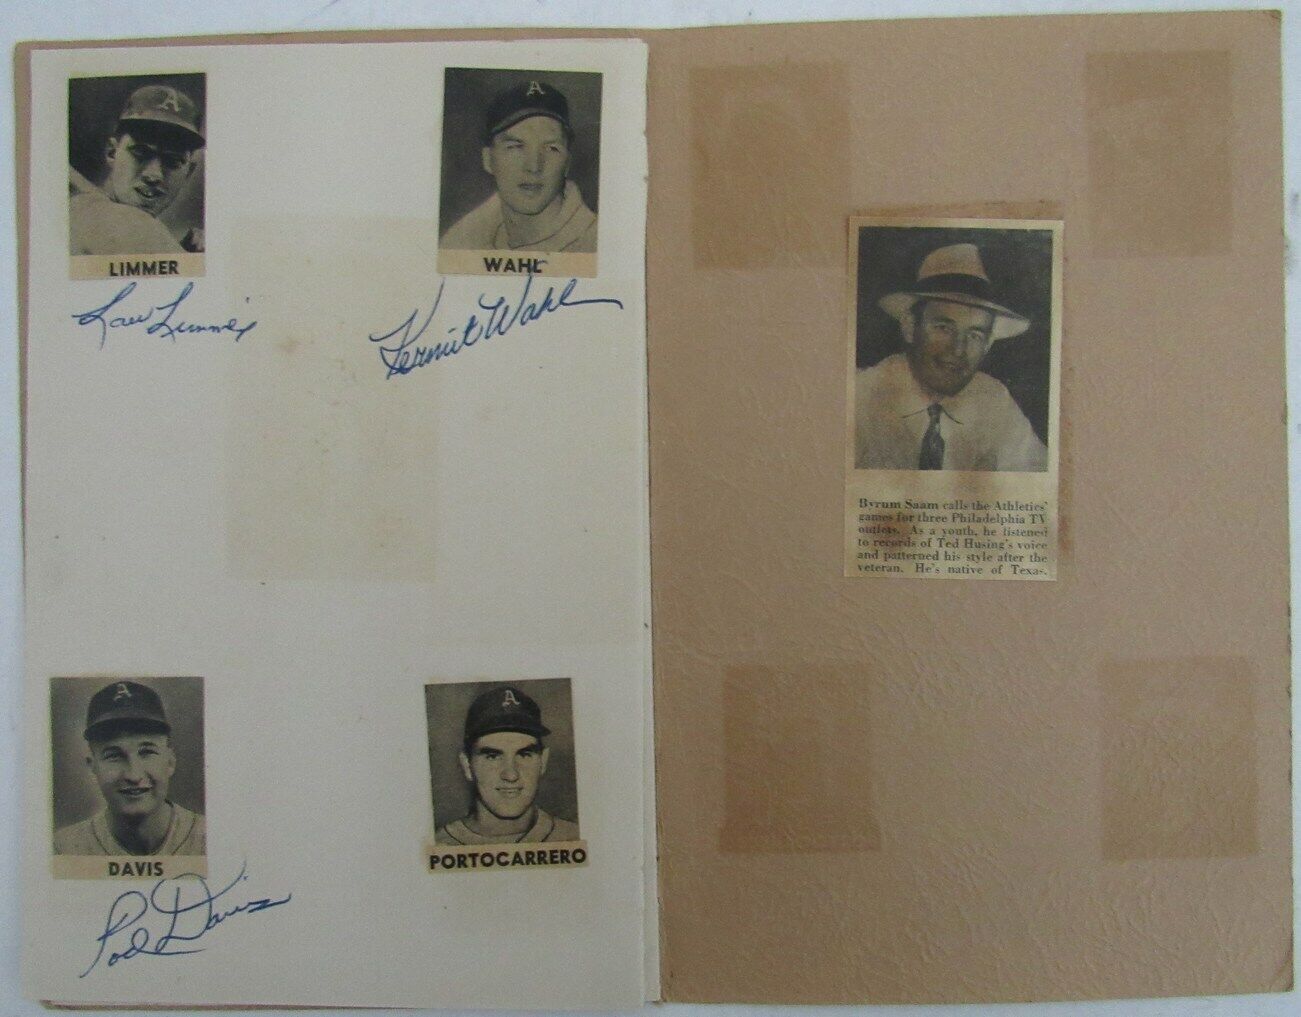 A
LIMMER
Lou Limmer
A
WAHL
Kermit Wahl
Byrum Saam calls the Athletics'
games for three Philadelphia TV
outlets. As a youth, he listened
to records of Ted Husing's voice
and patterned his style after the
veteran. He's native of Texas.
A
DAVIS
Bob Davis
A
PORTOCARRERO